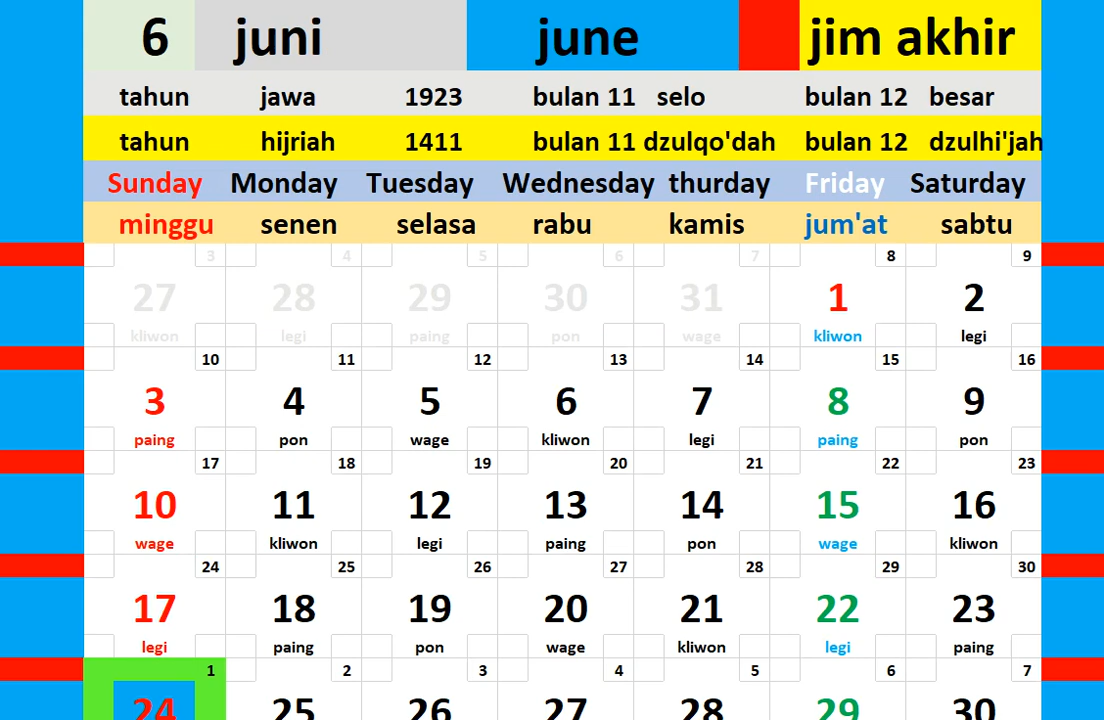 6 juni june jim akhir
tahun jawa 1923 bulan 11 selo bulan 12 besar
tahun hijriah 1411 bulan 11 dzulqo'dah bulan 12 dzulhi'jah
Sunday Monday Tuesday Wednesday thurday Friday Saturday
minggu senen selasa rabu kamis jum'at sabtu
3 4 5 6 7 8 9
27 28 29 30 31 1 2
kliwon legi paing pon wage kliwon legi
10 11 12 13 14 15 16
3 4 5 6 7 8 9
paing pon wage kliwon legi paing pon
17 18 19 20 21 22 23
10 11 12 13 14 15 16
wage kliwon legi paing pon wage kliwon
24 25 26 27 28 29 30
17 18 19 20 21 22 23
legi paing pon wage kliwon legi paing
1 2 3 4 5 6 7
24 25 26 27 28 29 30